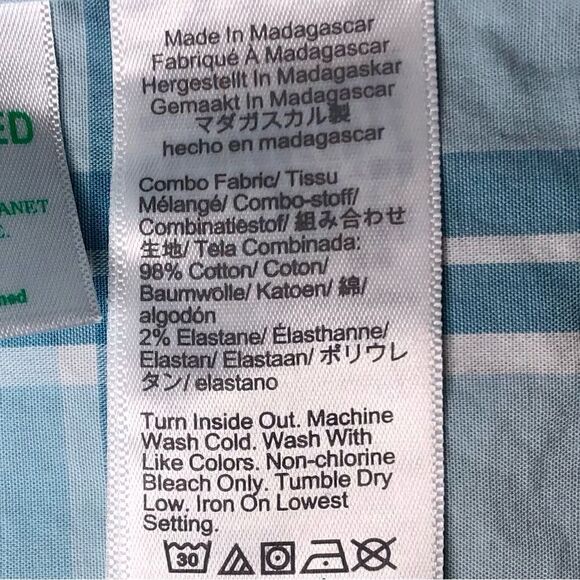 ED
ANET
E.
ned
Made In Madagascar
Fabriqué À Madagascar
Hergestellt In Madagaskar
Gemaakt In Madagascar
マダガスカル製
hecho en madagascar
Combo Fabric/ Tissu
Mélangé/ Combo-stoff/
Combinatiestof/ 組み合わせ
生地/ Tela Combinada:
98% Cotton/ Coton/
Baumwolle/ Katoen/ 綿/
algodón
2% Elastane/ Élasthanne/
Elastan/ Elastaan/ ポリウレ
タン/ elastano
Turn Inside Out. Machine
Wash Cold. Wash With
Like Colors. Non-chlorine
Bleach Only. Tumble Dry
Low. Iron On Lowest
Setting.
30